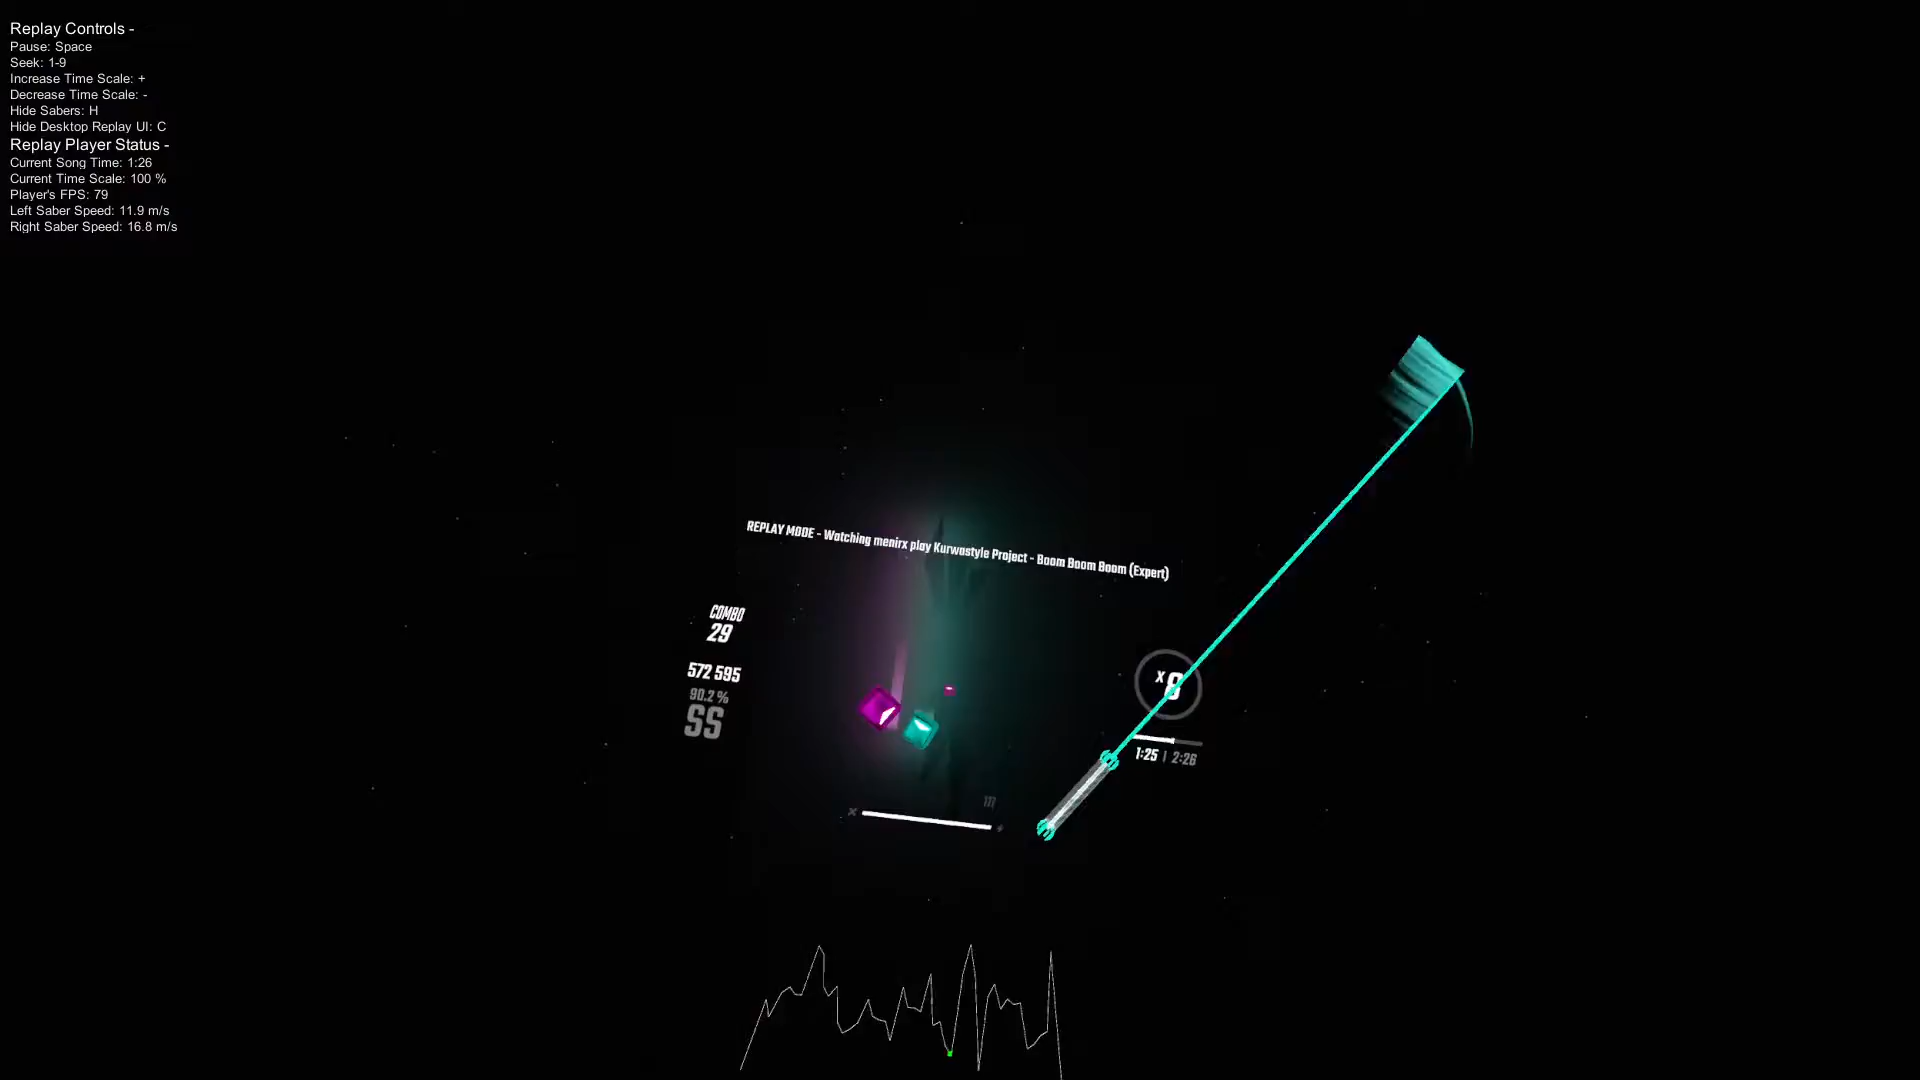 Replay Controls -
Pause: Space
Seek: 1-9
Increase Time Scale: +
Decrease Time Scale: -
Hide Sabers: H
Hide Desktop Replay UI: C
Replay Player Status -
Current Song Time: 1:26
Current Time Scale: 100 %
Player's FPS: 79
Left Saber Speed: 11.9 m/s
Right Saber Speed: 16.8 m/s
REPLAY MODE - Watching menirx play Kurwastyle Project - Boom Boom Boom (Expert)
COMBO
29
572 595
90.2 %
SS
x8
1:25 | 2:26